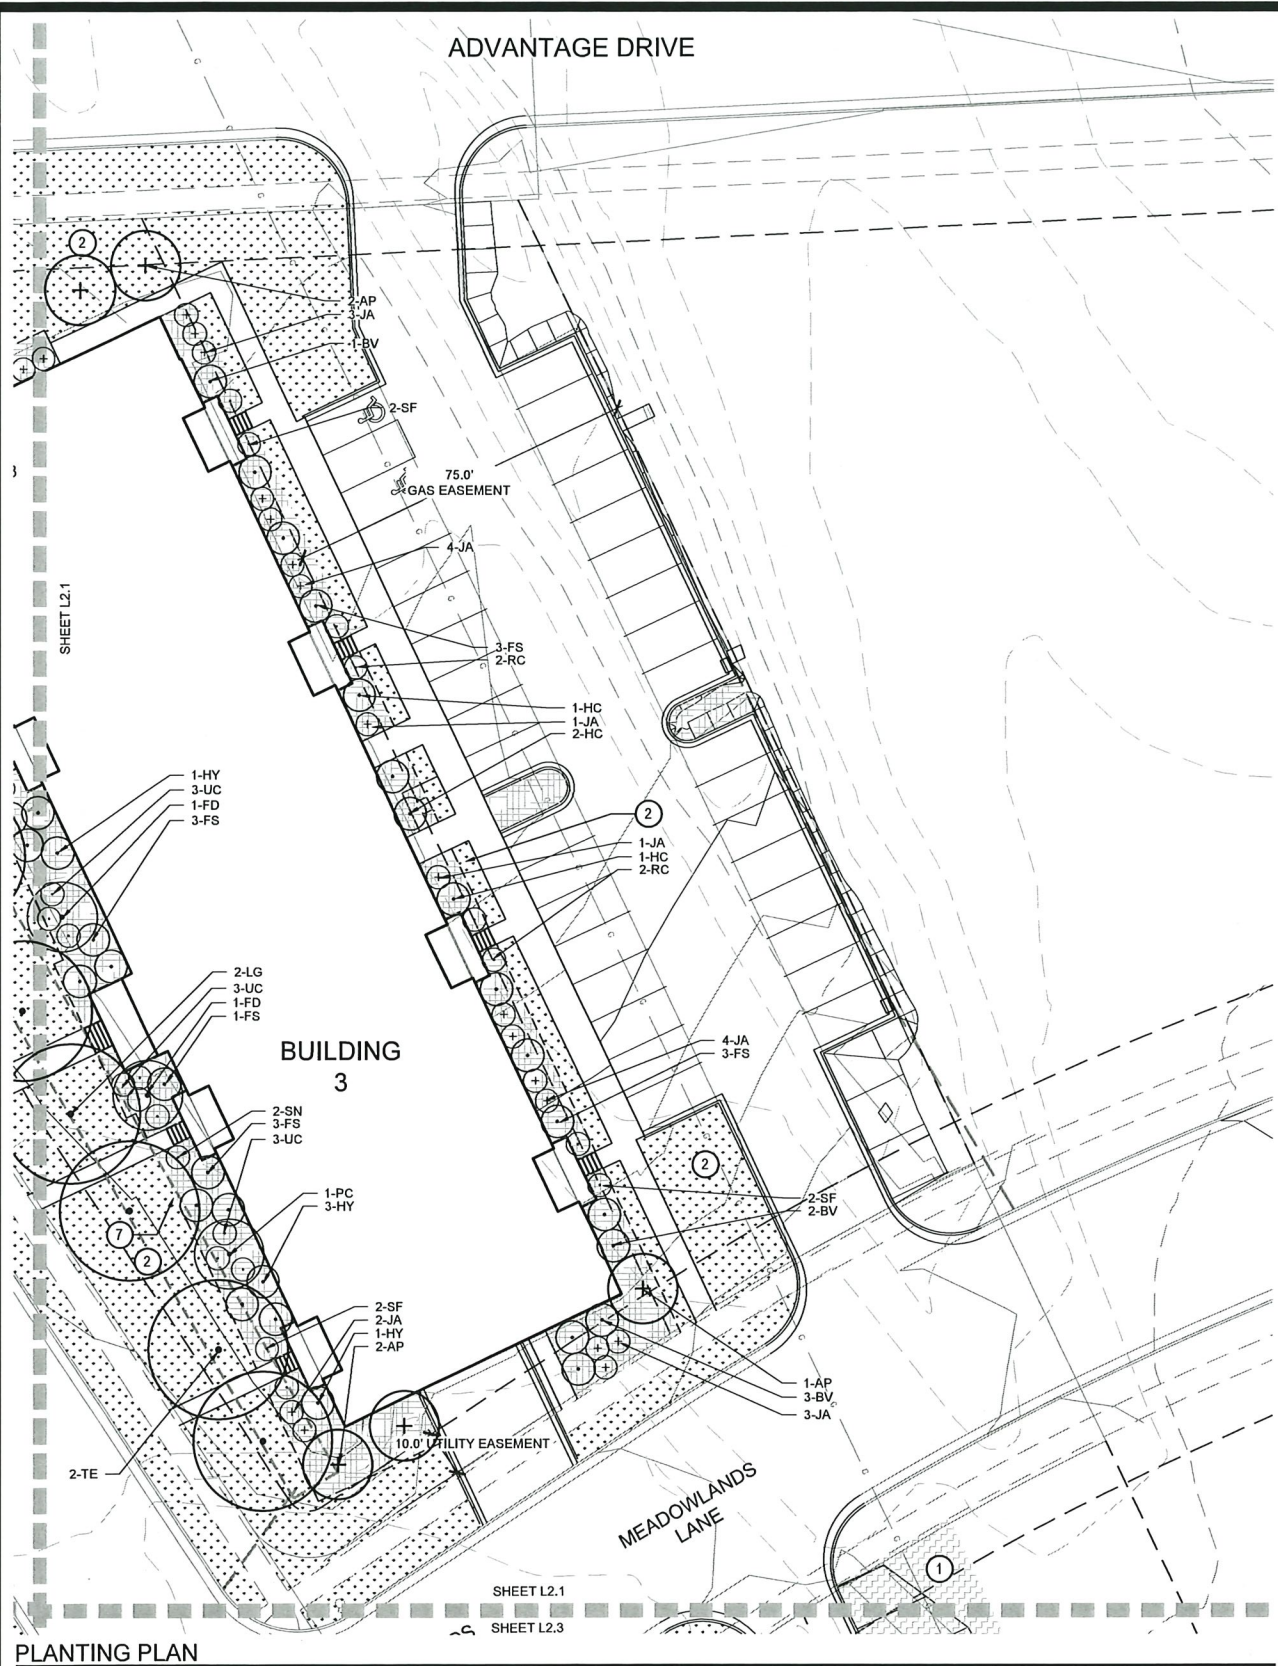 ADVANTAGE DRIVE
2
2-AP
3-JA
1-BV
2-SF
75.0'
GAS EASEMENT
4-JA
SHEET L2.1
3-FS
2-RC
1-HC
1-JA
2-HC
1-HY
3-UC
1-FD
3-FS
2
1-JA
1-HC
2-RC
2-LG
3-UC
1-FD
1-FS
BUILDING
3
4-JA
3-FS
2-SN
3-FS
3-UC
2
1-PC
3-HY
2-SF
2-BV
7
2
2-SF
2-JA
1-HY
2-AP
1-AP
3-BV
3-JA
10.0' UTILITY EASEMENT
2-TE
MEADOWLANDS
LANE
1
SHEET L2.1
SHEET L2.3
PLANTING PLAN